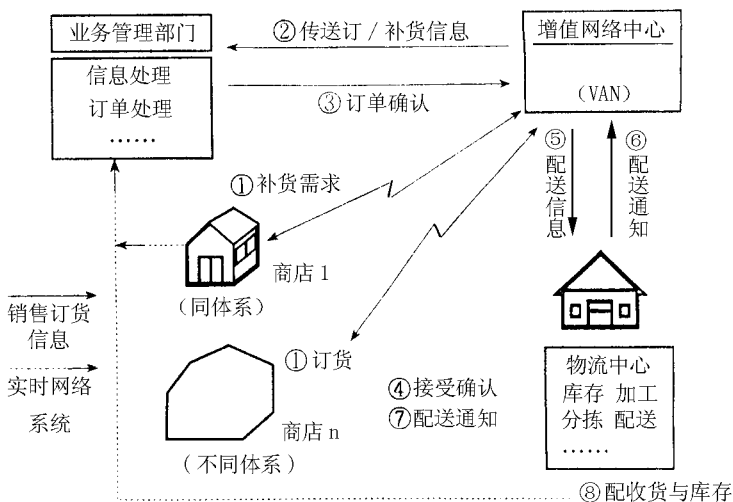 业务管理部门
信息处理
订单处理
......
②传送订/补货信息
③订单确认
增值网络中心
(VAN)
①补货需求
⑤配送信息
⑥配送通知
商店1
(同体系)
销售订货
信息
实时网络
系统
①订货
商店n
(不同体系)
④接受确认
⑦配送通知
物流中心
库存 加工
分拣 配送
......
⑧配收货与库存